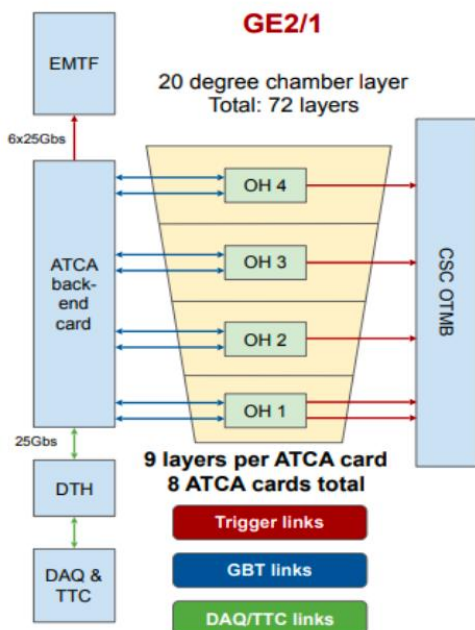 GE2/1
EMTF
20 degree chamber layer
Total: 72 layers
6x25Gbs
ATCA
back-
end
card
OH 4
OH 3
OH 2
OH 1
CSC OTMB
25Gbs
9 layers per ATCA card
8 ATCA cards total
DTH
DAQ &
TTC
Trigger links
GBT links
DAQ/TTC links